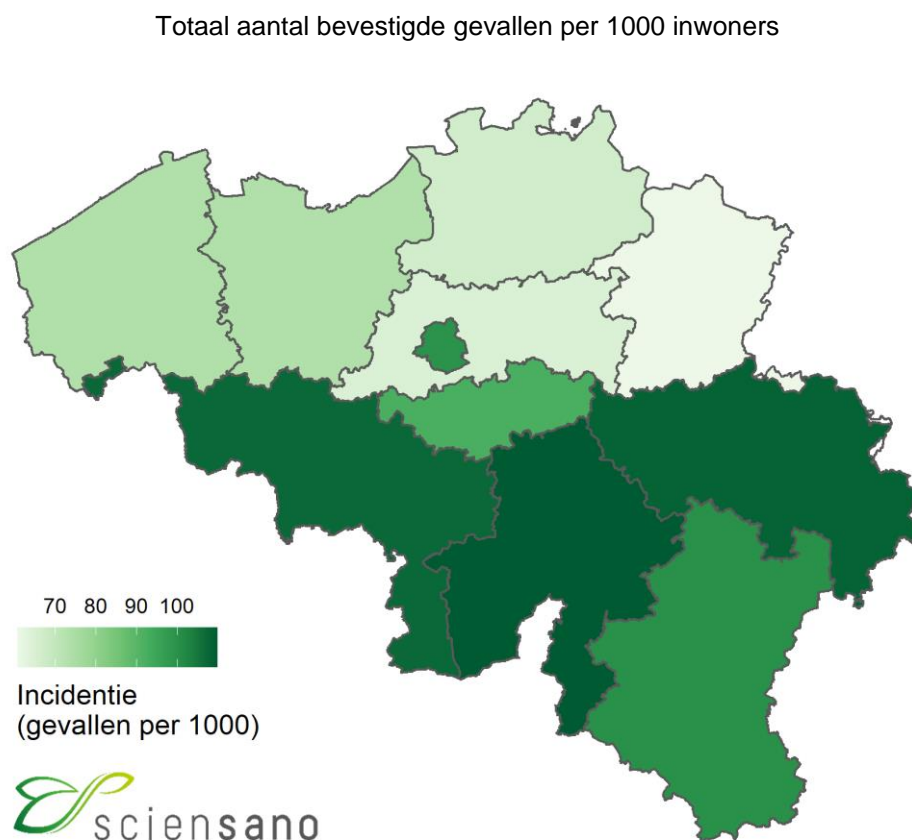 Totaal aantal bevestigde gevallen per 1000 inwoners
70 80 90 100
Incidentie
(gevallen per 1000)
sciensano